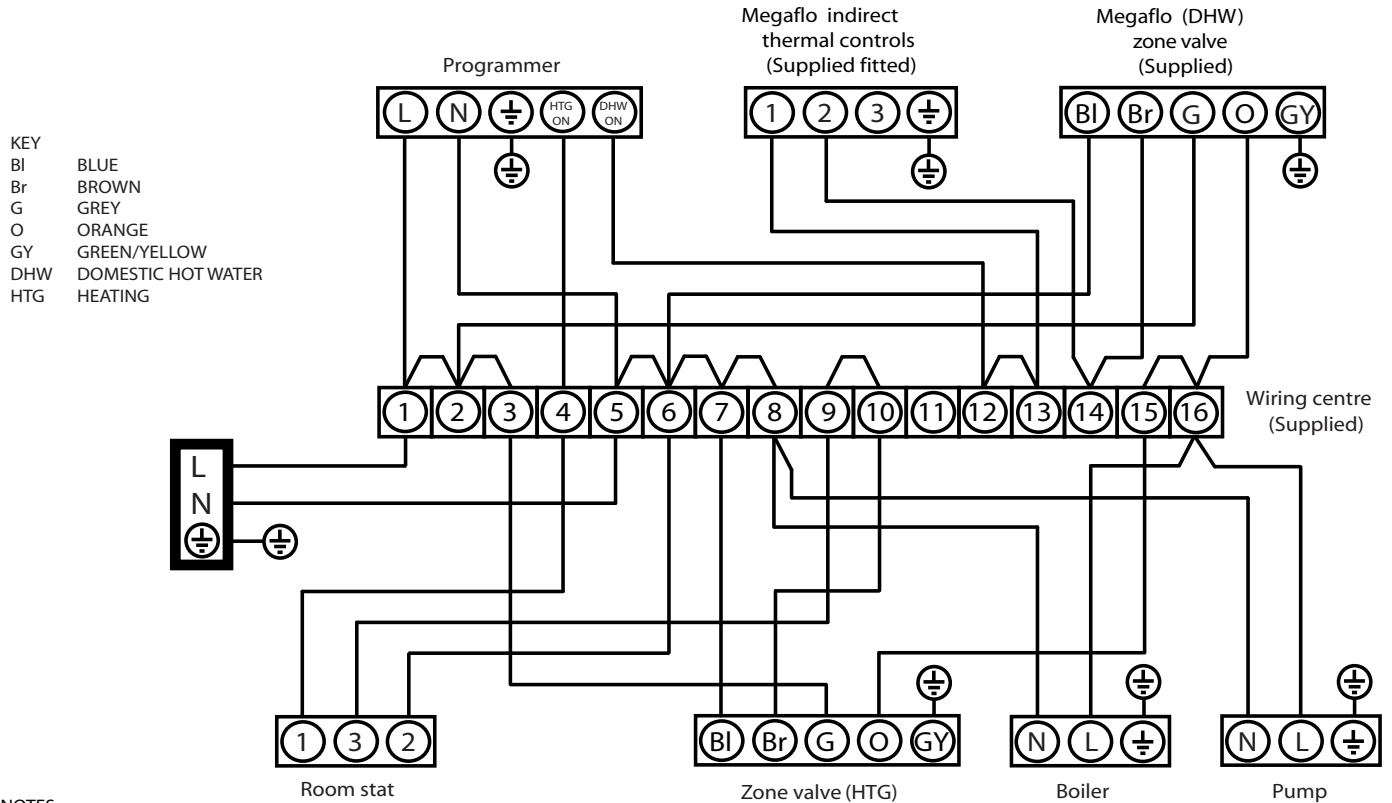 Megaflo indirect
thermal controls
(Supplied fitted)
Megaflo (DHW)
zone valve
(Supplied)
Programmer
L N HTG ON DHW ON
1 2 3
Bl Br G O GY
KEY
Bl BLUE
Br BROWN
G GREY
O ORANGE
GY GREEN/YELLOW
DHW DOMESTIC HOT WATER
HTG HEATING
1 2 3 4 5 6 7 8 9 10 11 12 13 14 15 16
Wiring centre
(Supplied)
L
N
1 3 2
Bl Br G O GY
N L
N L
Room stat
Zone valve (HTG)
Boiler
Pump
NOTES